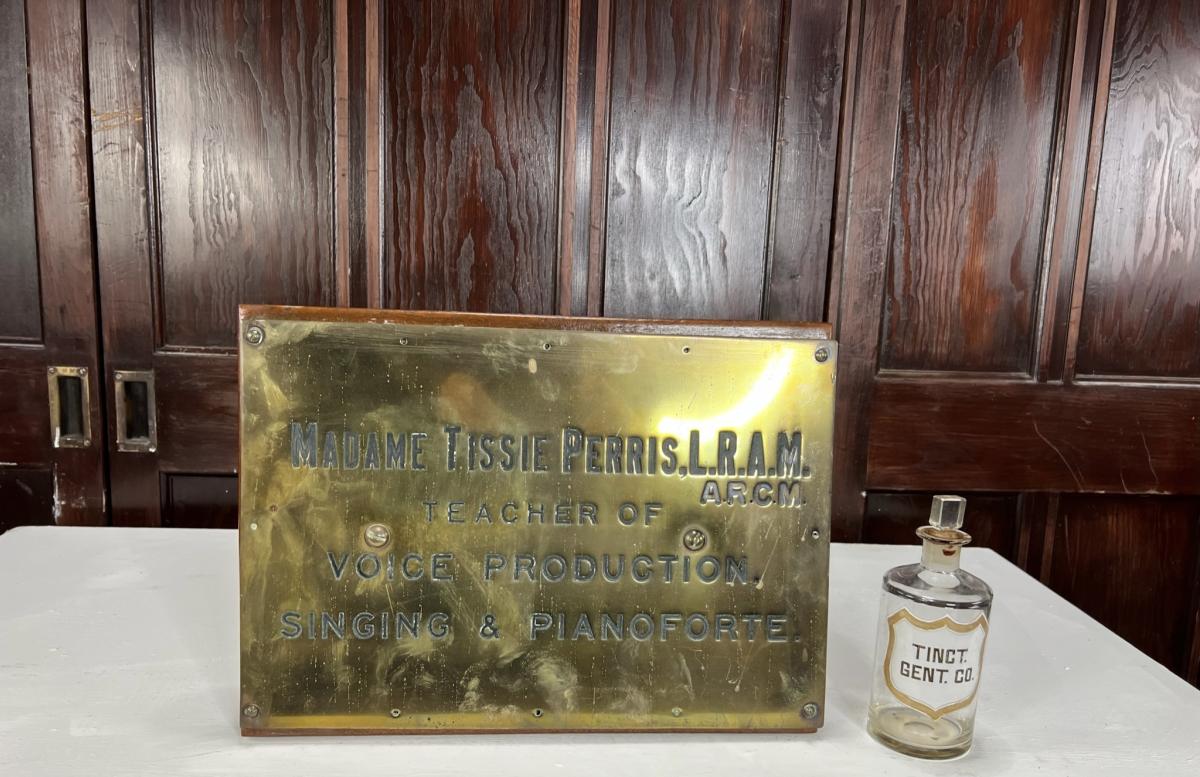 MADAME TISSIE PERRIS, L.R.A.M.
A.R.C.M.
TEACHER OF
VOICE PRODUCTION.
SINGING & PIANOFORTE.
TINCT.
GENT. CO.